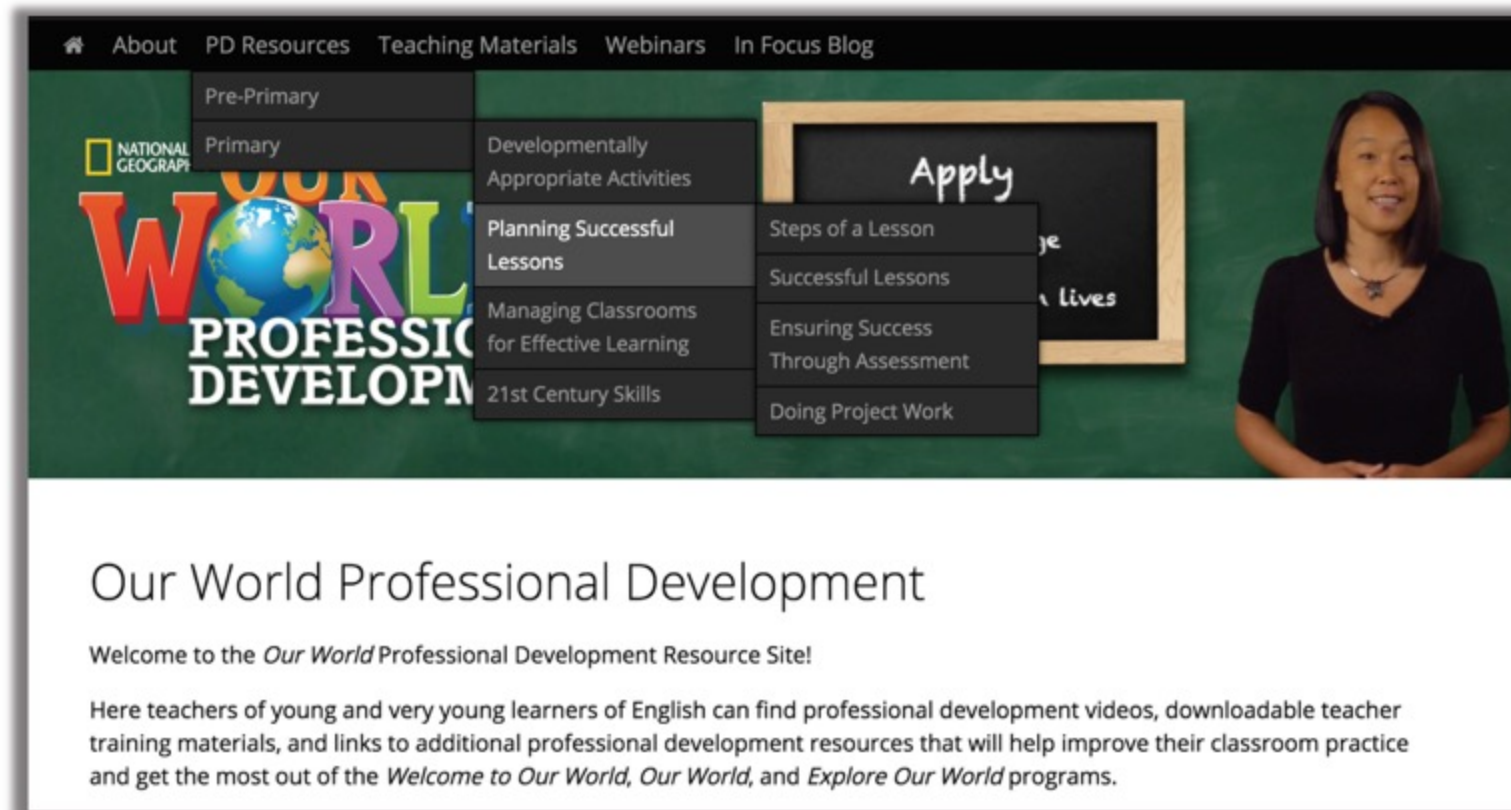 About PD Resources Teaching Materials Webinars In Focus Blog
Pre-Primary
Primary
Developmentally
Appropriate Activities
Planning Successful
Lessons
Managing Classrooms
for Effective Learning
21st Century Skills
Steps of a Lesson
Successful Lessons
Ensuring Success
Through Assessment
Doing Project Work
NATIONAL
OUR
Apply
lives
Our World Professional Development
Welcome to the Our World Professional Development Resource Site!
Here teachers of young and very young learners of English can find professional development videos, downloadable teacher
training materials, and links to additional professional development resources that will help improve their classroom practice
and get the most out of the Welcome to Our World, Our World, and Explore Our World programs.